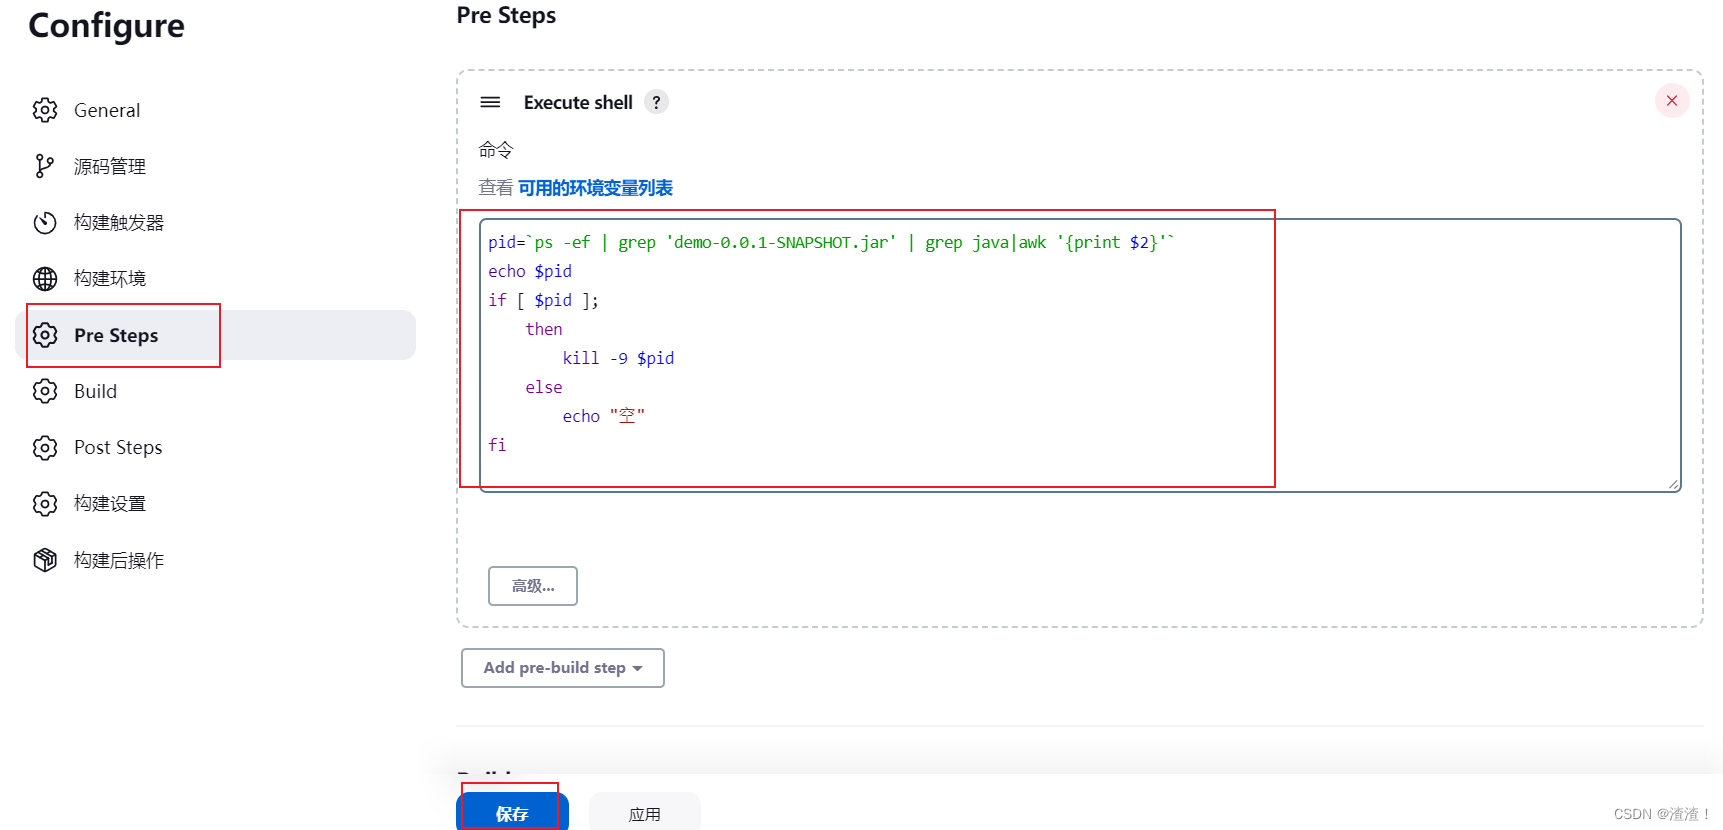 Configure
General
源码管理
构建触发器
构建环境
Pre Steps
Build
Post Steps
构建设置
构建后操作
Pre Steps
Execute shell ?
命令
查看 可用的环境变量列表
pid=`ps -ef | grep 'demo-0.0.1-SNAPSHOT.jar' | grep java|awk '{print $2}'`
echo $pid
if [ $pid ];
    then
        kill -9 $pid
    else
        echo "空"
fi
高级...
Add pre-build step
Build
保存
应用
CSDN @渣渣！